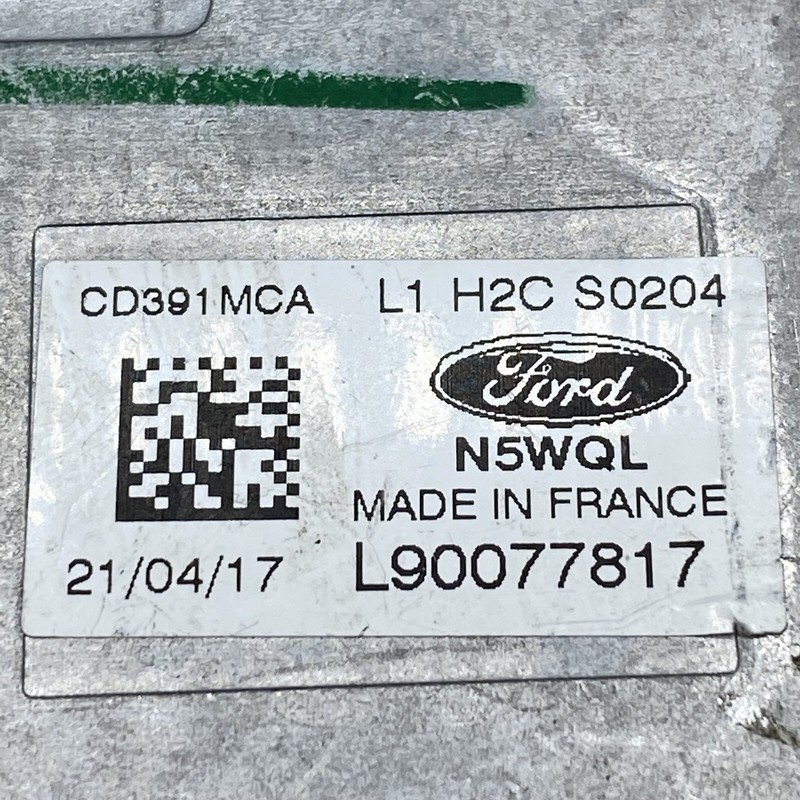 CD391MCA L1 H2C S0204
Ford
N5WQL
MADE IN FRANCE
21/04/17 L90077817